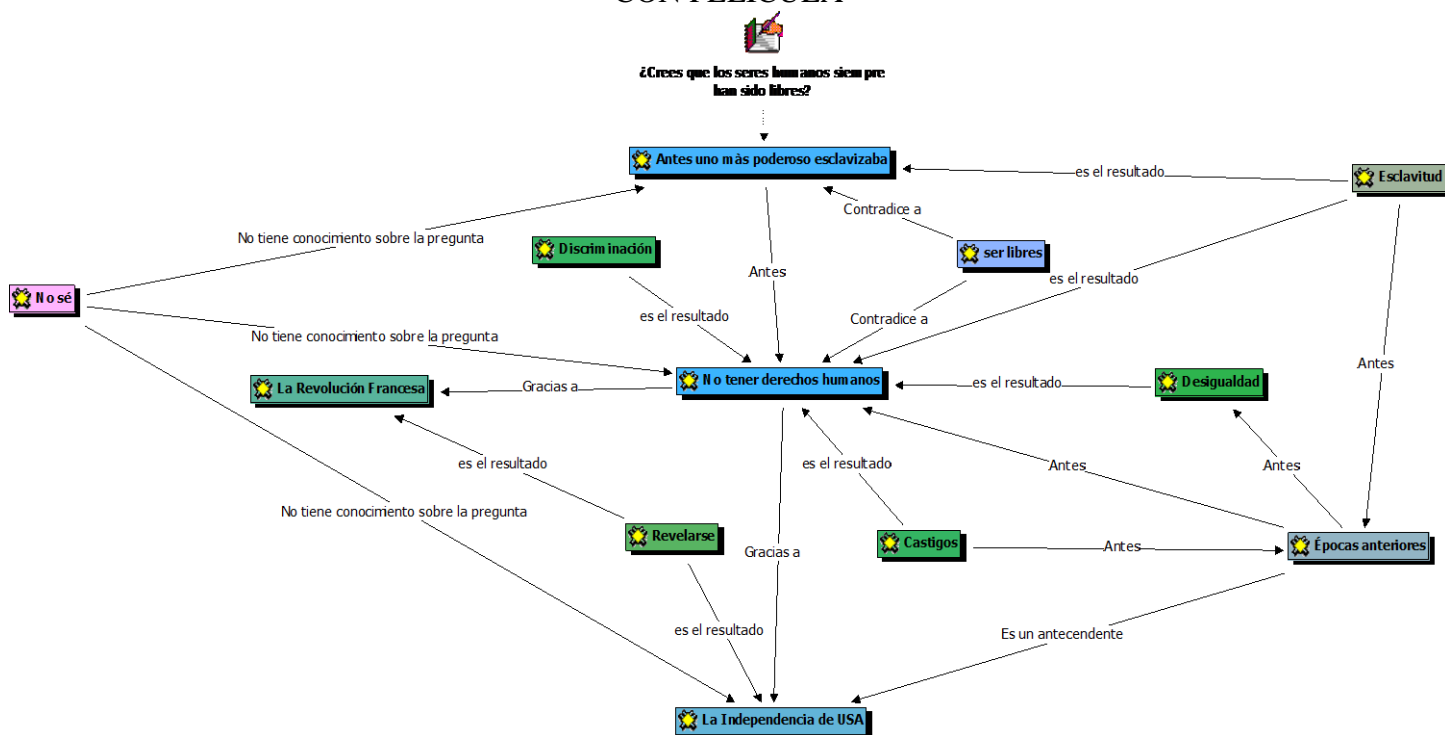 CON PELÍCULA
¿Crees que los seres humanos siempre
han sido libres?
Antes uno màs poderoso esclavizaba
es el resultado
Esclavitud
Contradice a
No tiene conocimiento sobre la pregunta
Discriminación
ser libres
Antes
es el resultado
No sé
es el resultado
Contradice a
No tiene conocimiento sobre la pregunta
Antes
La Revolución Francesa
Gracias a
No tener derechos humanos
es el resultado
Desigualdad
es el resultado
es el resultado
Antes
Antes
No tiene conocimiento sobre la pregunta
Revelarse
Gracias a
Castigos
Antes
Épocas anteriores
es el resultado
Es un antecendente
La Independencia de USA